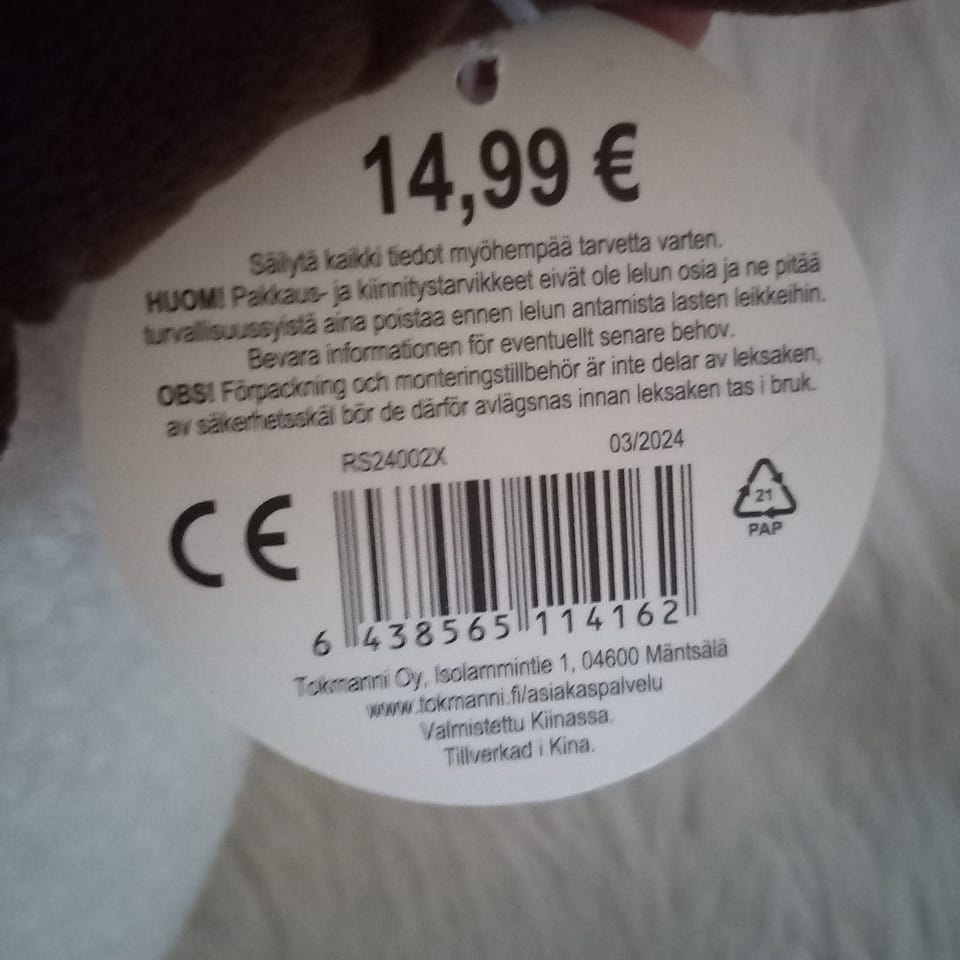 14,99 €
Säilytä kaikki tiedot myöhempää tarvetta varten.
HUOM! Pakkaus- ja kiinnitystarvikkeet eivät ole lelun osia ja ne pitää
turvallisuussyistä aina poistaa ennen lelun antamista lasten leikkeihin.
Bevara informationen för eventuellt senare behov.
OBS! Förpackning och monteringstillbehör är inte delar av leksaken,
av säkerhetsskäl bör de därför avlägsnas innan leksaken tas i bruk.
RS24002X 03/2024
CE
21
PAP
6 438565 114162
Tokmanni Oy, Isolammintie 1, 04600 Mäntsälä
www.tokmanni.fi/asiakaspalvelu
Valmistettu Kiinassa.
Tillverkad i Kina.